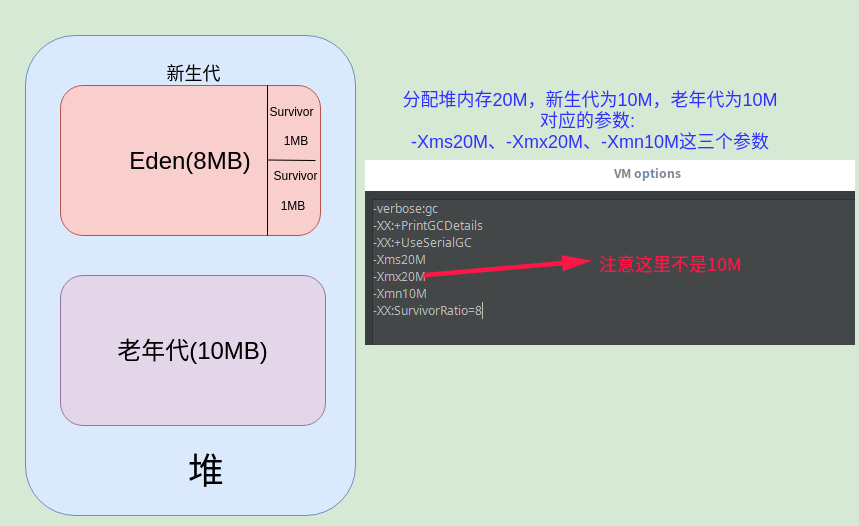 新生代
Eden(8MB)
Survivor
1MB
Survivor
1MB
老年代(10MB)
堆
分配堆内存20M，新生代为10M，老年代为10M
对应的参数:
-Xms20M、-Xmx20M、-Xmn10M这三个参数
VM options
-verbose:gc
-XX:+PrintGCDetails
-XX:+UseSerialGC
-Xms20M
-Xmx20M
注意这里不是10M
-Xmn10M
-XX:SurvivorRatio=8